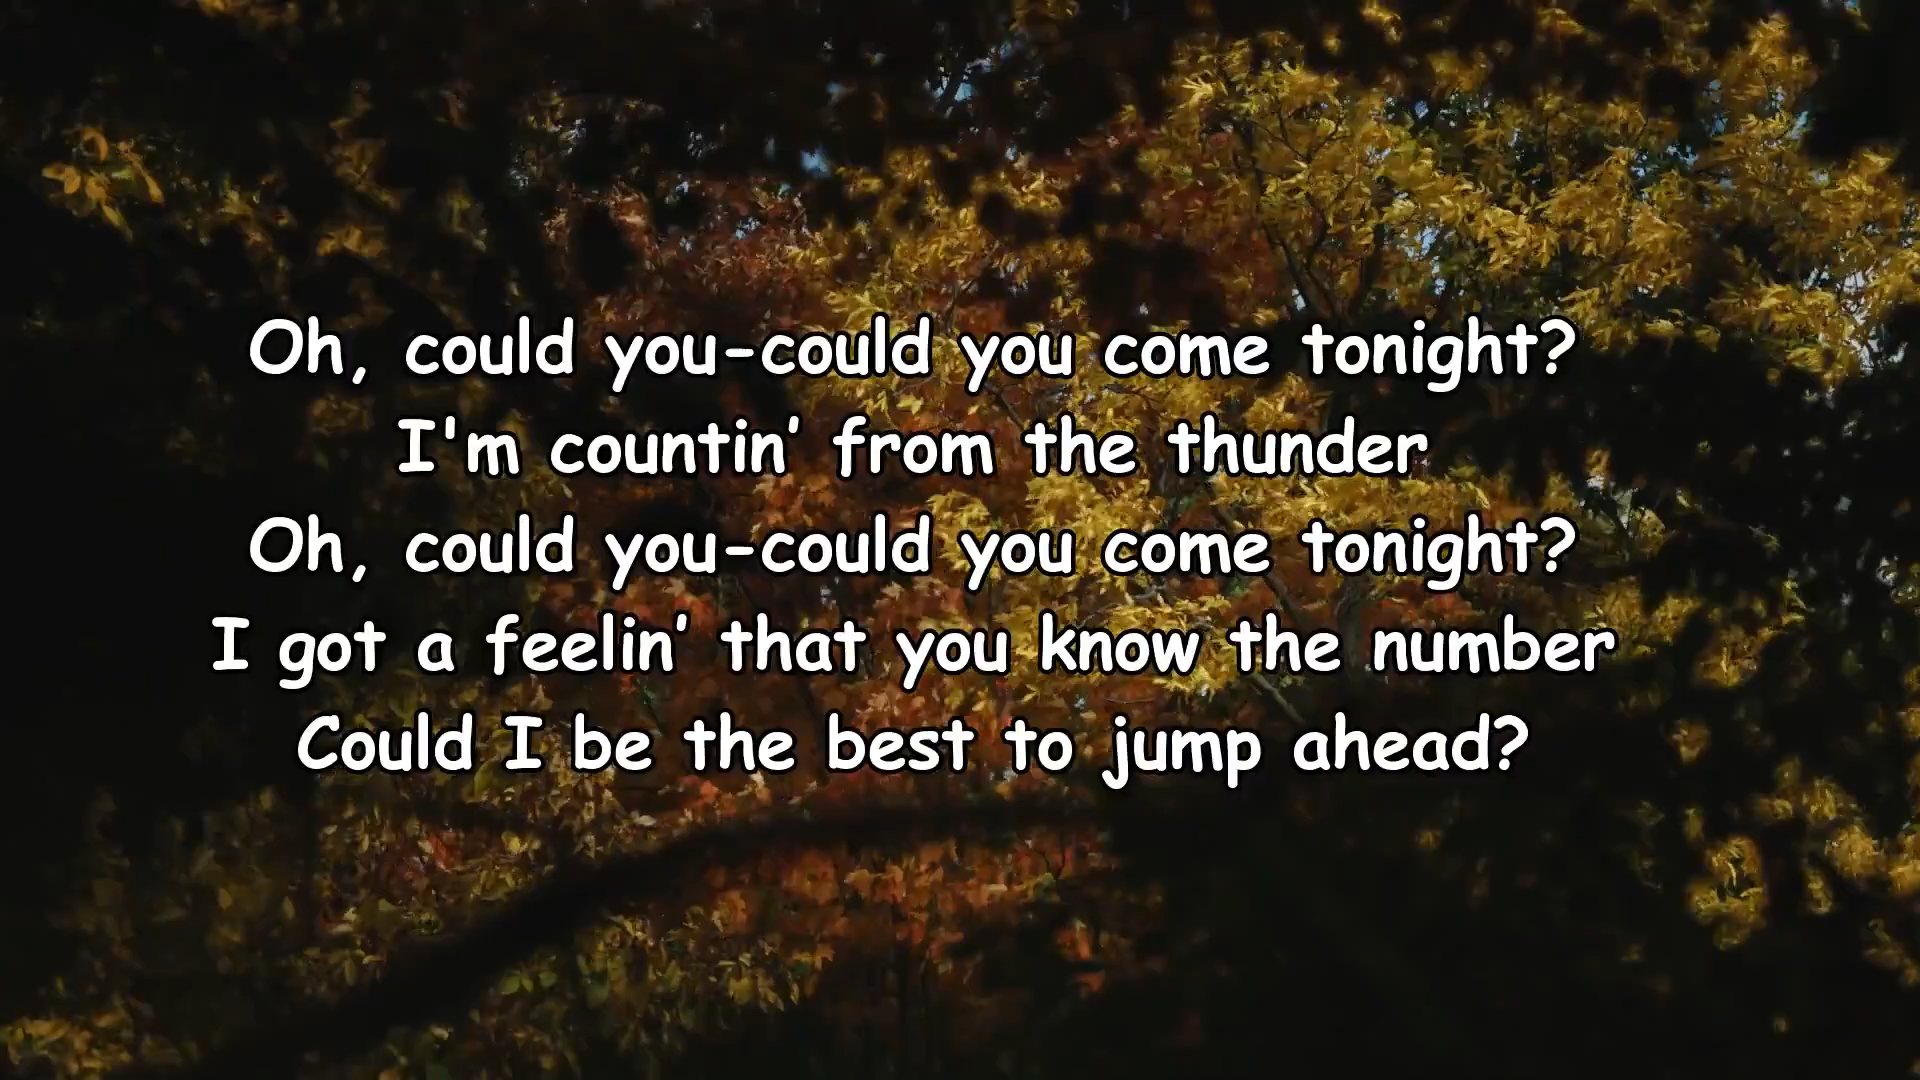 Oh, could you-could you come tonight?
I'm countin’ from the thunder
Oh, could you-could you come tonight?
I got a feelin’ that you know the number
Could I be the best to jump ahead?